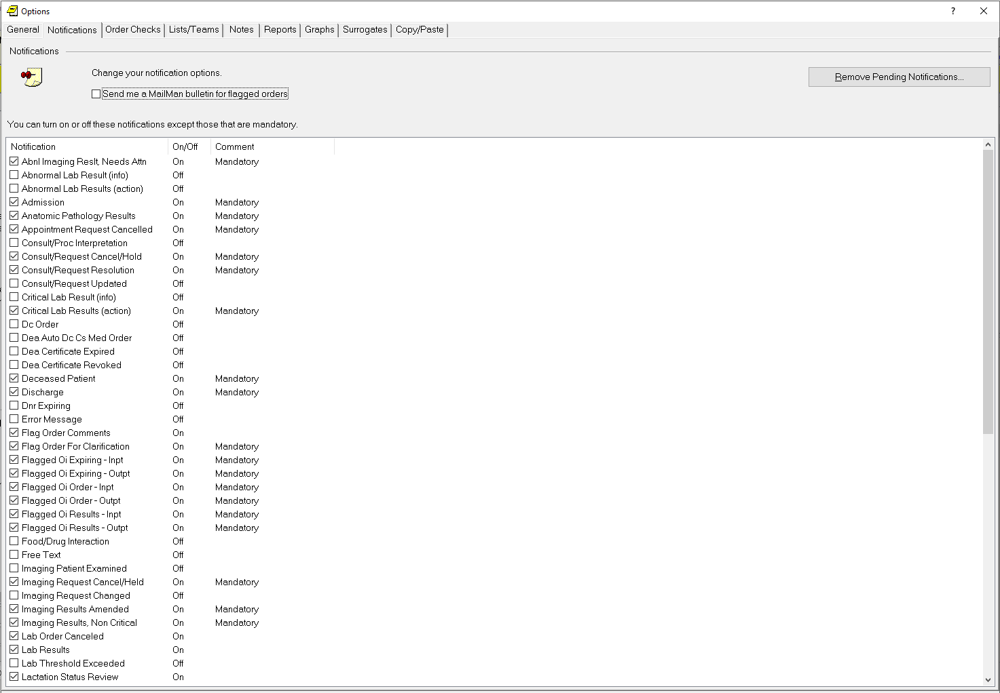 Options
General Notifications Order Checks Lists/Teams Notes Reports Graphs Surrogates Copy/Paste
Notifications
Change your notification options.
Remove Pending Notifications...
Send me a MailMan bulletin for flagged orders
You can turn on or off these notifications except those that are mandatory.
Notification On/Off Comment
Abnl Imaging Reslt, Needs Attn On Mandatory
Abnormal Lab Result (info) Off
Abnormal Lab Results (action) Off
Admission On Mandatory
Anatomic Pathology Results On Mandatory
Appointment Request Cancelled On Mandatory
Consult/Proc Interpretation Off
Consult/Request Cancel/Hold On Mandatory
Consult/Request Resolution On Mandatory
Consult/Request Updated Off
Critical Lab Result (info) Off
Critical Lab Results (action) On Mandatory
Dc Order Off
Dea Auto Dc Cs Med Order Off
Dea Certificate Expired Off
Dea Certificate Revoked Off
Deceased Patient On Mandatory
Discharge On Mandatory
Dnr Expiring Off
Error Message Off
Flag Order Comments On
Flag Order For Clarification On Mandatory
Flagged Oi Expiring - Inpt On Mandatory
Flagged Oi Expiring - Outpt On Mandatory
Flagged Oi Order - Inpt On Mandatory
Flagged Oi Order - Outpt On Mandatory
Flagged Oi Results - Inpt On Mandatory
Flagged Oi Results - Outpt On Mandatory
Food/Drug Interaction Off
Free Text Off
Imaging Patient Examined Off
Imaging Request Cancel/Held On Mandatory
Imaging Request Changed Off
Imaging Results Amended On Mandatory
Imaging Results, Non Critical On Mandatory
Lab Order Canceled On
Lab Results On
Lab Threshold Exceeded Off
Lactation Status Review On